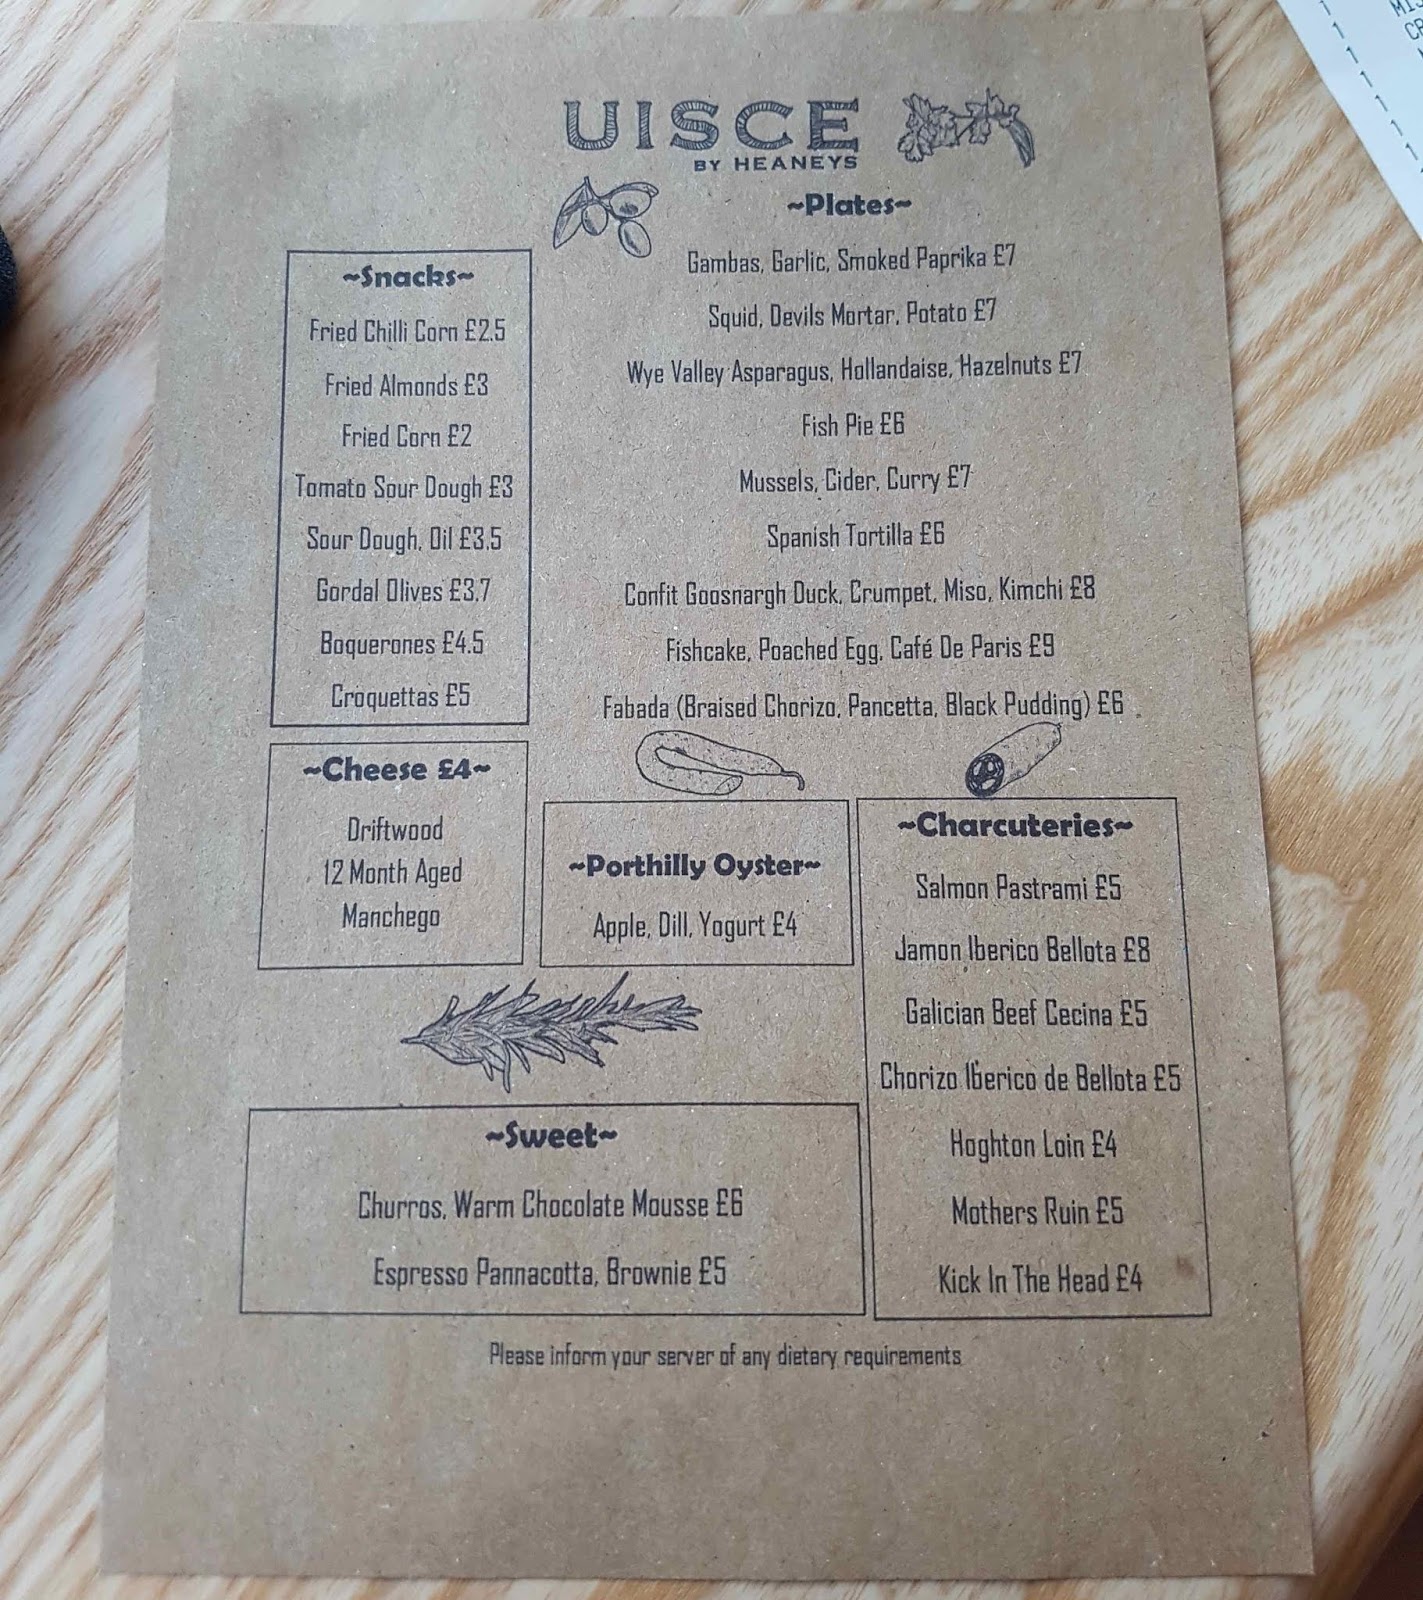 UISCE
BY HEANEYS
~Plates~
Gambas, Garlic, Smoked Paprika £7
Squid, Devils Mortar, Potato £7
Wye Valley Asparagus, Hollandaise, Hazelnuts £7
Fish Pie £6
Mussels, Cider, Curry £7
Spanish Tortilla £6
Confit Goosnargh Duck, Crumpet, Miso, Kimchi £8
Fishcake, Poached Egg, Café De Paris £9
Fabada (Braised Chorizo, Pancetta, Black Pudding) £6
~Snacks~
Fried Chilli Corn £2.5
Fried Almonds £3
Fried Corn £2
Tomato Sour Dough £3
Sour Dough, Oil £3.5
Gordal Olives £3.7
Boquerones £4.5
Croquettas £5
~Cheese £4~
Driftwood
12 Month Aged
Manchego
~Porthilly Oyster~
Apple, Dill, Yogurt £4
~Charcuteries~
Salmon Pastrami £5
Jamon Iberico Bellota £8
Galician Beef Cecina £5
Chorizo Iberico de Bellota £5
Hoghton Loin £4
Mothers Ruin £5
Kick In The Head £4
~Sweet~
Churros, Warm Chocolate Mousse £6
Espresso Pannacotta, Brownie £5
Please inform your server of any dietary requirements